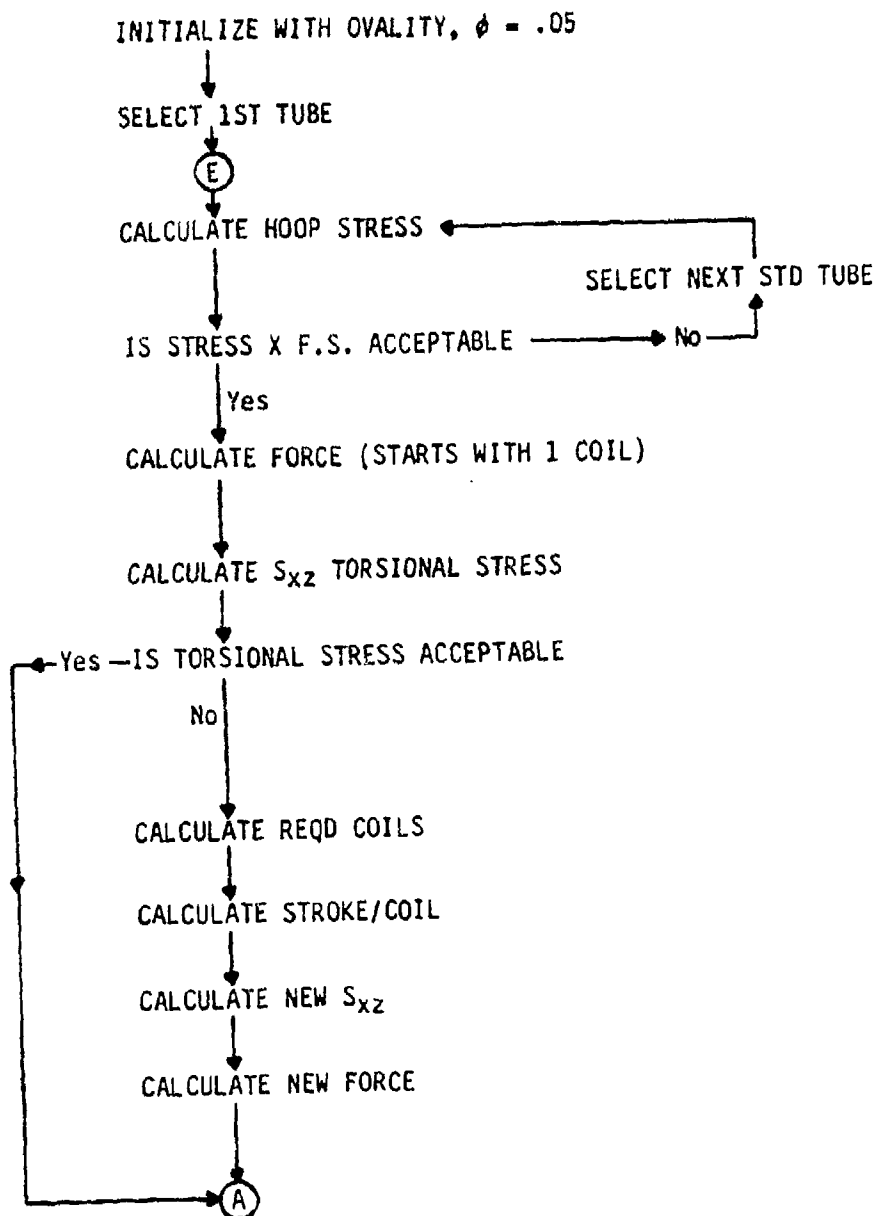 INITIALIZE WITH OVALITY, ϕ = .05
SELECT 1ST TUBE
E
CALCULATE HOOP STRESS
SELECT NEXT STD TUBE
IS STRESS X F.S. ACCEPTABLE
No
Yes
CALCULATE FORCE (STARTS WITH 1 COIL)
CALCULATE SXZ TORSIONAL STRESS
Yes
IS TORSIONAL STRESS ACCEPTABLE
No
CALCULATE REQD COILS
CALCULATE STROKE/COIL
CALCULATE NEW SXZ
CALCULATE NEW FORCE
A